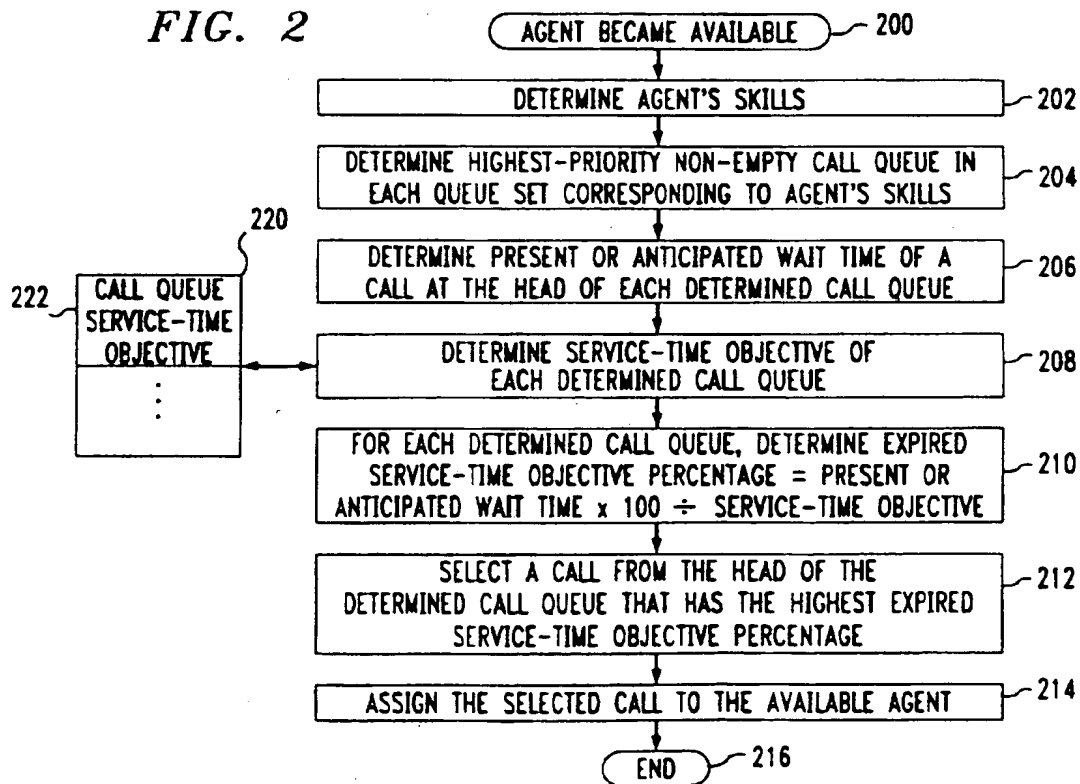 FIG. 2
AGENT BECAME AVAILABLE
200
DETERMINE AGENT'S SKILLS
202
DETERMINE HIGHEST-PRIORITY NON-EMPTY CALL QUEUE IN
EACH QUEUE SET CORRESPONDING TO AGENT'S SKILLS
204
DETERMINE PRESENT OR ANTICIPATED WAIT TIME OF A
CALL AT THE HEAD OF EACH DETERMINED CALL QUEUE
206
220
222
CALL QUEUE
SERVICE-TIME
OBJECTIVE
DETERMINE SERVICE-TIME OBJECTIVE OF
EACH DETERMINED CALL QUEUE
208
FOR EACH DETERMINED CALL QUEUE, DETERMINE EXPIRED
SERVICE-TIME OBJECTIVE PERCENTAGE = PRESENT OR
ANTICIPATED WAIT TIME x 100 ÷ SERVICE-TIME OBJECTIVE
210
SELECT A CALL FROM THE HEAD OF THE
DETERMINED CALL QUEUE THAT HAS THE HIGHEST EXPIRED
SERVICE-TIME OBJECTIVE PERCENTAGE
212
ASSIGN THE SELECTED CALL TO THE AVAILABLE AGENT
214
END
216